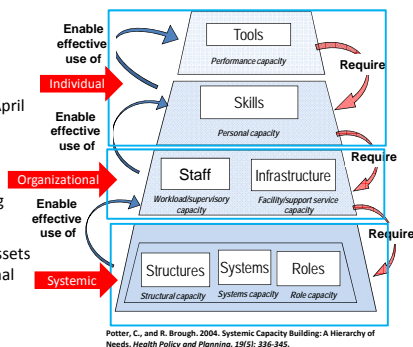 Enable
effective
use of
Tools
Performance capacity
Require
Individual
April
Skills
Enable
effective
use of
Personal capacity
Require
Organizational
Staff
Infrastructure
g
Workload/supervisory
capacity
Facility/support service
capacity
Enable
effective
use of
Require
ssets
nal
Systemic
Structures
Systems
Roles
Structural capacity
Systems capacity
Role capacity
Potter, C., and R. Brough. 2004. Systemic Capacity Building: A Hierarchy of
Needs. Health Policy and Planning. 19(5): 336-345.